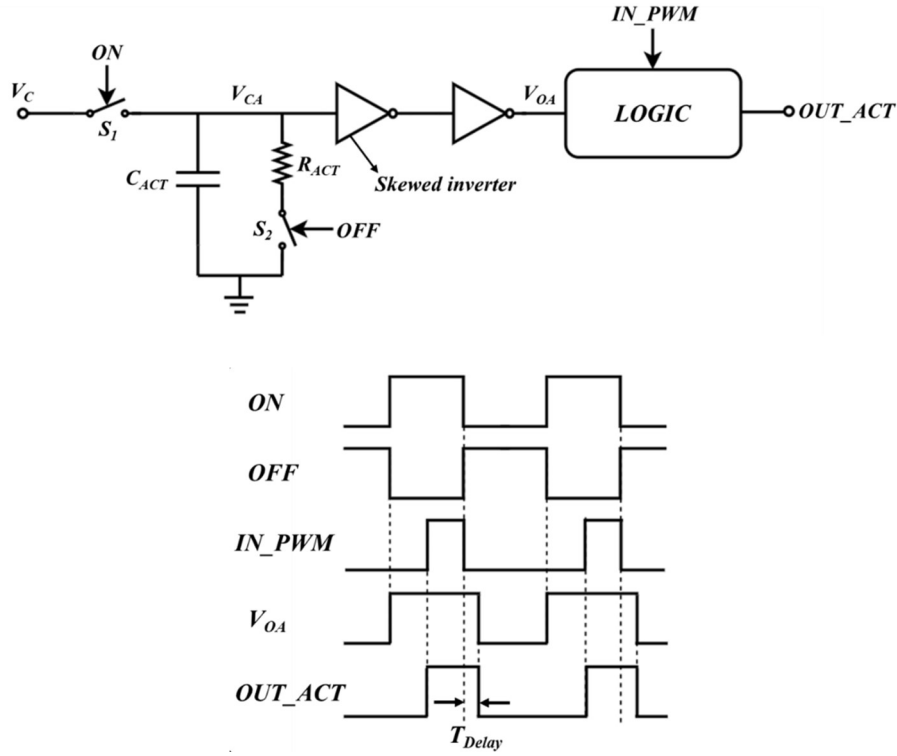 IN_PWM
ON
V_C
S_1
V_CA
V_OA
LOGIC
OUT_ACT
C_ACT
R_ACT
Skewed inverter
S_2
OFF
ON
OFF
IN_PWM
V_OA
OUT_ACT
T_Delay